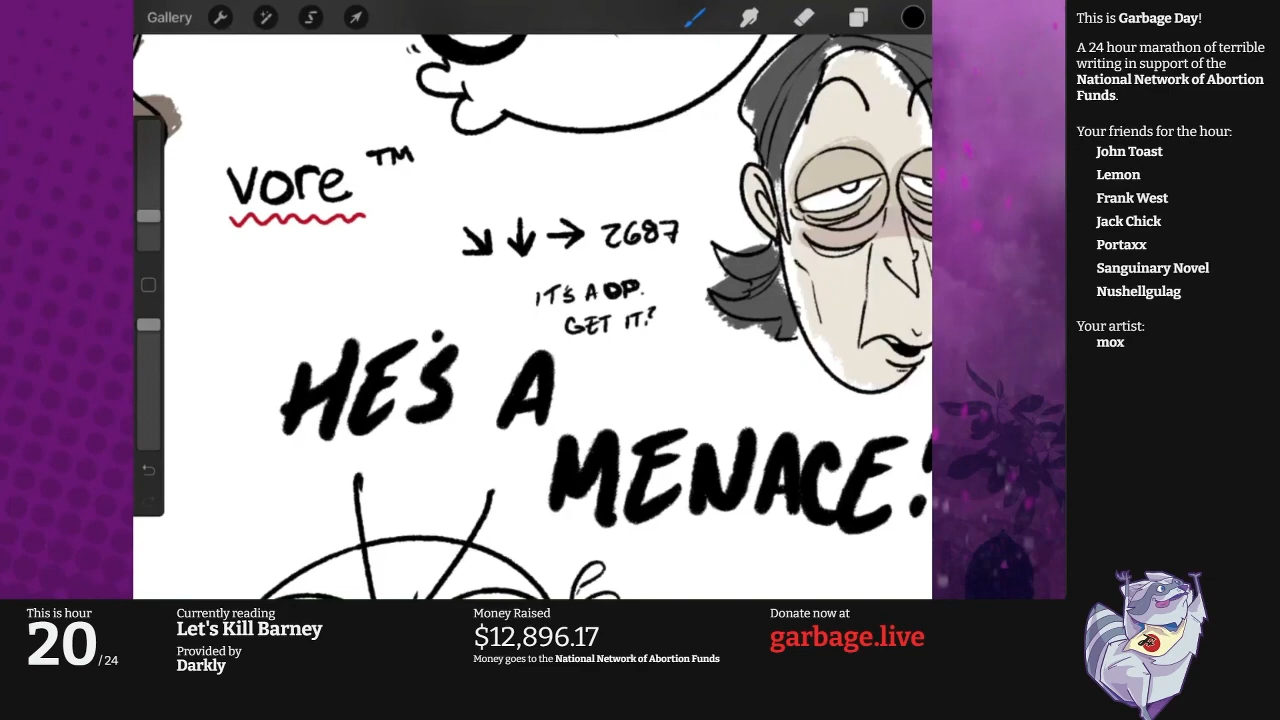 Gallery
vore ™
↘ ↓ → 2687
IT'S A DP.
GET IT?
HE'S A
MENACE!
This is Garbage Day!
A 24 hour marathon of terrible
writing in support of the
National Network of Abortion
Funds.
Your friends for the hour:
John Toast
Lemon
Frank West
Jack Chick
Portaxx
Sanguinary Novel
Nushellgulag
Your artist:
mox
This is hour
20 / 24
Currently reading
Let's Kill Barney
Provided by
Darkly
Money Raised
$12,896.17
Money goes to the National Network of Abortion Funds
Donate now at
garbage.live